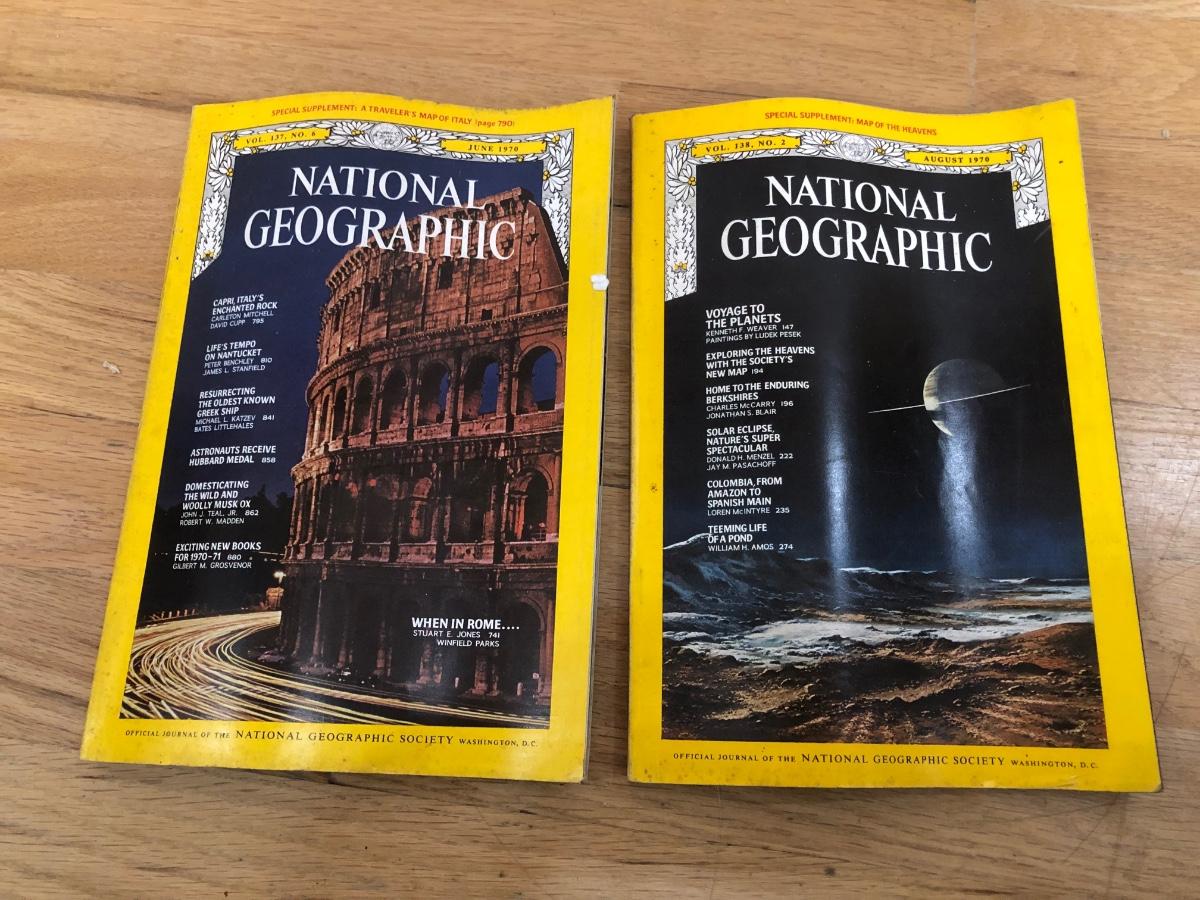 SPECIAL SUPPLEMENT: A TRAVELER'S MAP OF ITALY (page 790)
VOL. 137, NO. 6
JUNE 1970
NATIONAL
GEOGRAPHIC
CAPRI, ITALY'S
ENCHANTED ROCK
CARLETON MITCHELL
DAVID CUPP 795
LIFE'S TEMPO
ON NANTUCKET
PETER BENCHLEY 810
JAMES L. STANFIELD
RESURRECTING
THE OLDEST KNOWN
GREEK SHIP
MICHAEL L. KATZEV 841
BATES LITTLEHALES
ASTRONAUTS RECEIVE
HUBBARD MEDAL 858
DOMESTICATING
THE WILD AND
WOOLLY MUSK OX
JOHN J. TEAL, JR. 862
ROBERT W. MADDEN
EXCITING NEW BOOKS
FOR 1970-71 880
GILBERT M. GROSVENOR
WHEN IN ROME....
STUART E. JONES 741
WINFIELD PARKS
OFFICIAL JOURNAL OF THE NATIONAL GEOGRAPHIC SOCIETY WASHINGTON, D.C.
SPECIAL SUPPLEMENT: MAP OF THE HEAVENS
VOL. 138, NO. 2
AUGUST 1970
NATIONAL
GEOGRAPHIC
VOYAGE TO
THE PLANETS
KENNETH F. WEAVER 147
PAINTINGS BY LUDEK PESEK
EXPLORING THE HEAVENS
WITH THE SOCIETY'S
NEW MAP 194
HOME TO THE ENDURING
BERKSHIRES
CHARLES McCARRY 196
JONATHAN S. BLAIR
SOLAR ECLIPSE,
NATURE'S SUPER
SPECTACULAR
DONALD H. MENZEL 222
JAY M. PASACHOFF
COLOMBIA, FROM
AMAZON TO
SPANISH MAIN
LOREN McINTYRE 235
TEEMING LIFE
OF A POND
WILLIAM H. AMOS 274
OFFICIAL JOURNAL OF THE NATIONAL GEOGRAPHIC SOCIETY WASHINGTON, D.C.